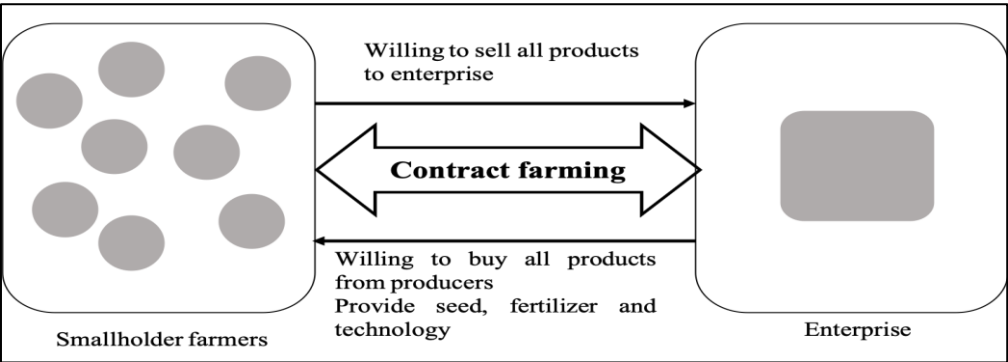 Willing to sell all products
to enterprise
Contract farming
Willing to buy all products
from producers
Provide seed, fertilizer and
technology
Smallholder farmers
Enterprise